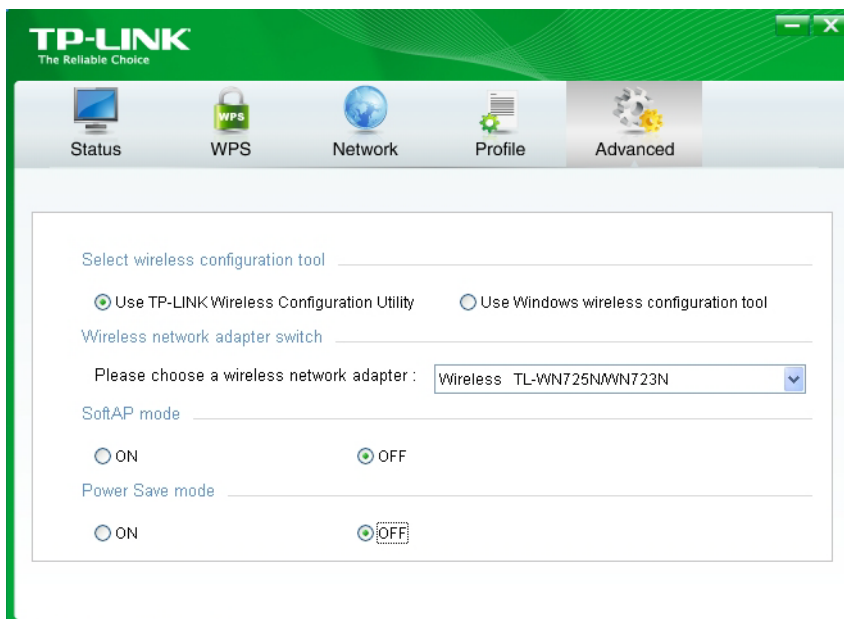 TP-LINK
The Reliable Choice
Status WPS Network Profile Advanced
WPS
Select wireless configuration tool
Use TP-LINK Wireless Configuration Utility Use Windows wireless configuration tool
Wireless network adapter switch
Please choose a wireless network adapter : Wireless TL-WN725N/WN723N
SoftAP mode
ON OFF
Power Save mode
ON OFF